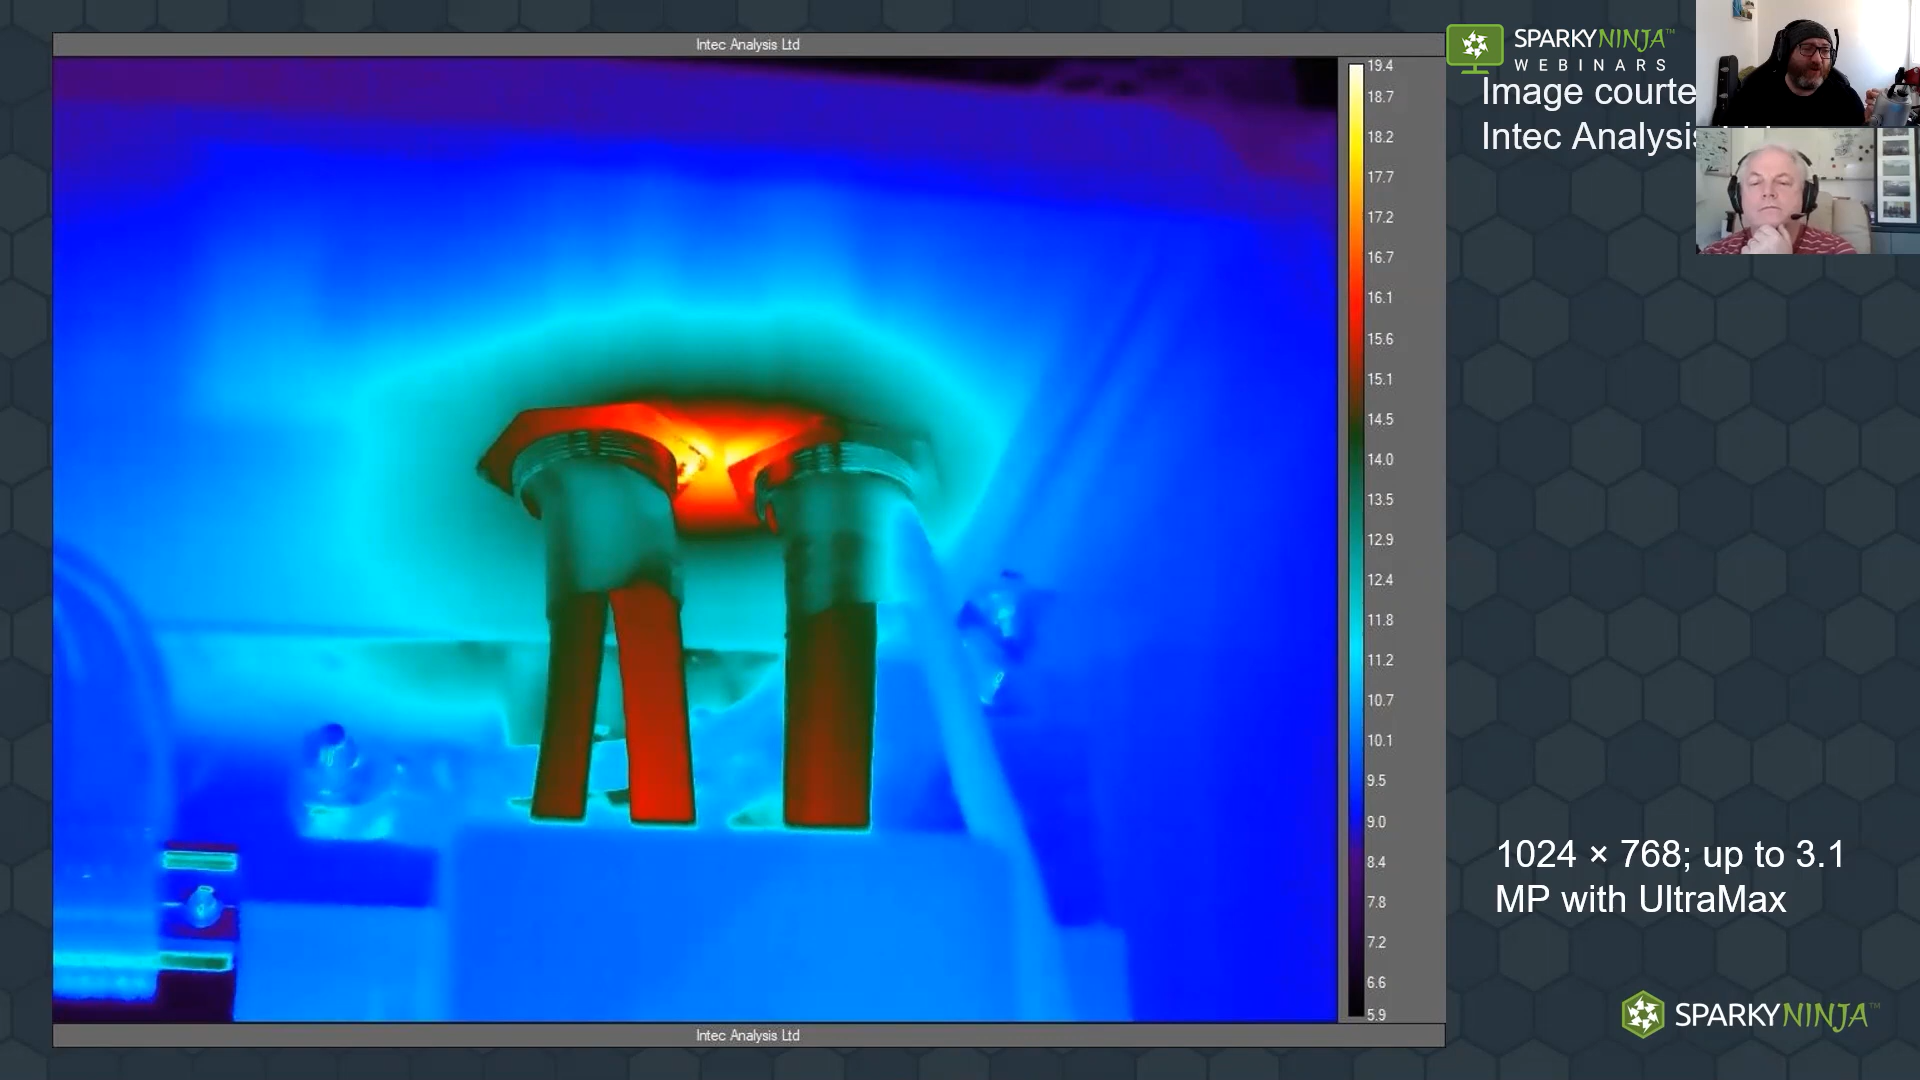 Intec Analysis Ltd
19.4
18.7
18.2
17.7
17.2
16.7
16.1
15.6
15.1
14.5
14.0
13.5
12.9
12.4
11.8
11.2
10.7
10.1
9.5
9.0
8.4
7.8
7.2
6.6
5.9
Intec Analysis Ltd
SPARKYNINJA™
WEBINARS
Image courte
Intec Analysis
1024 × 768; up to 3.1
MP with UltraMax
SPARKYNINJA™